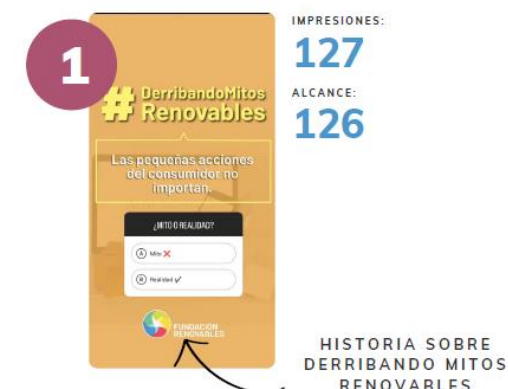 1
IMPRESIONES:
127
ALCANCE:
126
# DerribandoMitos
Renovables
Las pequeñas acciones
del consumidor no
importan.
¿MITO O REALIDAD?
A Mito ❌
B Realidad ✔
FUNDACIÓN
RENOVABLES
HISTORIA SOBRE
DERRIBANDO MITOS
RENOVABLES